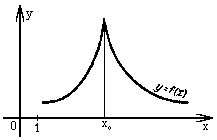 y
y=f(x)
0 1 x₀ x